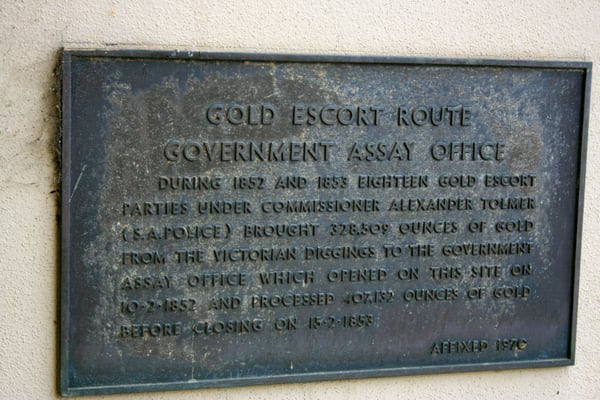 GOLD ESCORT ROUTE
GOVERNMENT ASSAY OFFICE
DURING 1852 AND 1853 EIGHTEEN GOLD ESCORT
PARTIES UNDER COMMISSIONER ALEXANDER TOLMER
(S.A.POLICE) BROUGHT 328,509 OUNCES OF GOLD
FROM THE VICTORIAN DIGGINGS TO THE GOVERNMENT
ASSAY OFFICE WHICH OPENED ON THIS SITE ON
10·2·1852 AND PROCESSED 407,132 OUNCES OF GOLD
BEFORE CLOSING ON 15·2·1853
AFFIXED